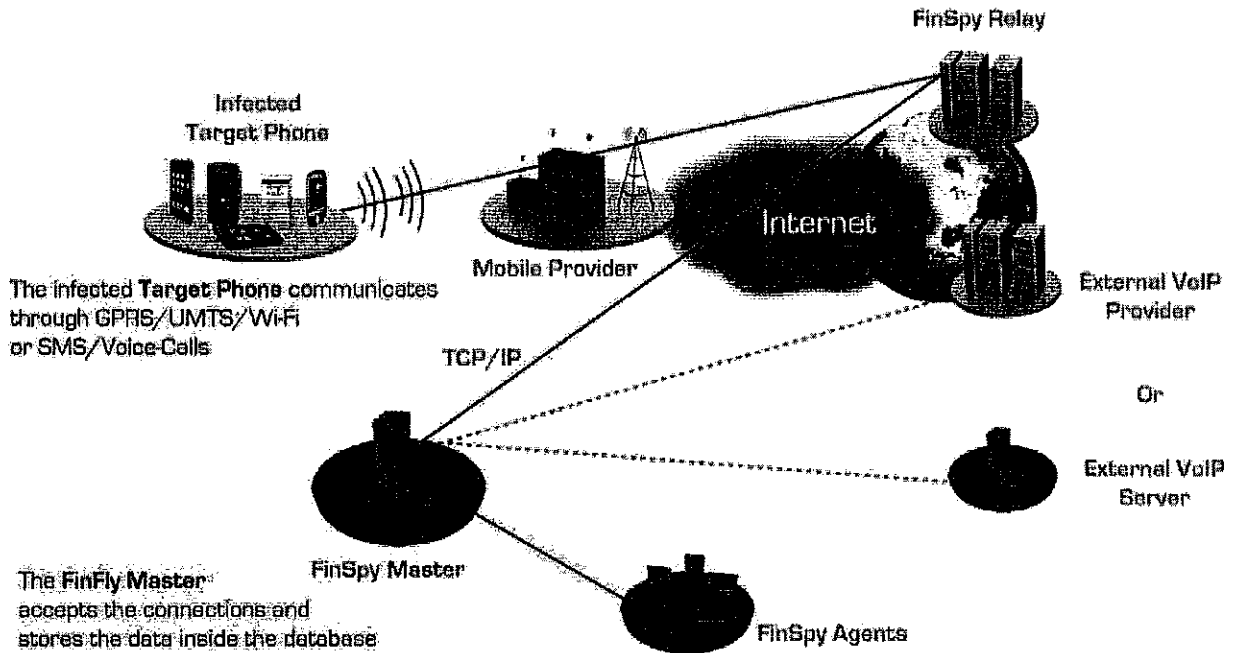 FinSpy Relay
Infected
Target Phone
Internet
Mobile Provider
The infected Target Phone communicates
through GPRS/UMTS/Wi-Fi
or SMS/Voice-Calls
External VoIP
Provider
TCP/IP
Or
External VoIP
Server
FinSpy Master
The FinFly Master
accepts the connections and
stores the data inside the database
FinSpy Agents